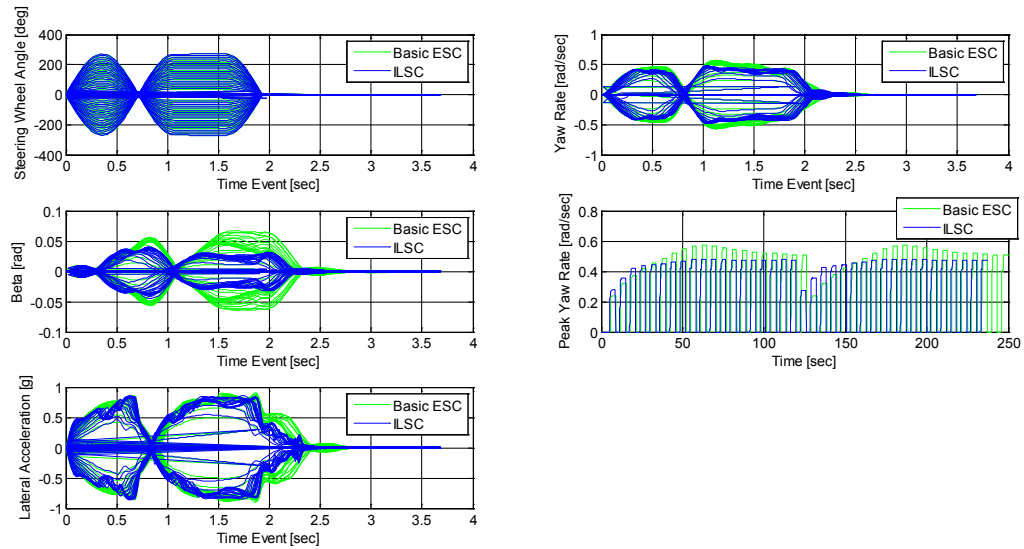 Steering Wheel Angle [deg]
400
200
0
-200
-400
0 0.5 1 1.5 2 2.5 3 3.5 4
Time Event [sec]
Basic ESC
ILSC
Yaw Rate [rad/sec]
1
0.5
0
-0.5
-1
0 0.5 1 1.5 2 2.5 3 3.5 4
Time Event [sec]
Basic ESC
ILSC
Beta [rad]
0.1
0.05
0
-0.05
-0.1
0 0.5 1 1.5 2 2.5 3 3.5 4
Time Event [sec]
Basic ESC
ILSC
Peak Yaw Rate [rad/sec]
0.8
0.6
0.4
0.2
0
0 50 100 150 200 250
Time [sec]
Basic ESC
ILSC
Lateral Acceleration [g]
1
0.5
0
-0.5
-1
0 0.5 1 1.5 2 2.5 3 3.5 4
Time Event [sec]
Basic ESC
ILSC